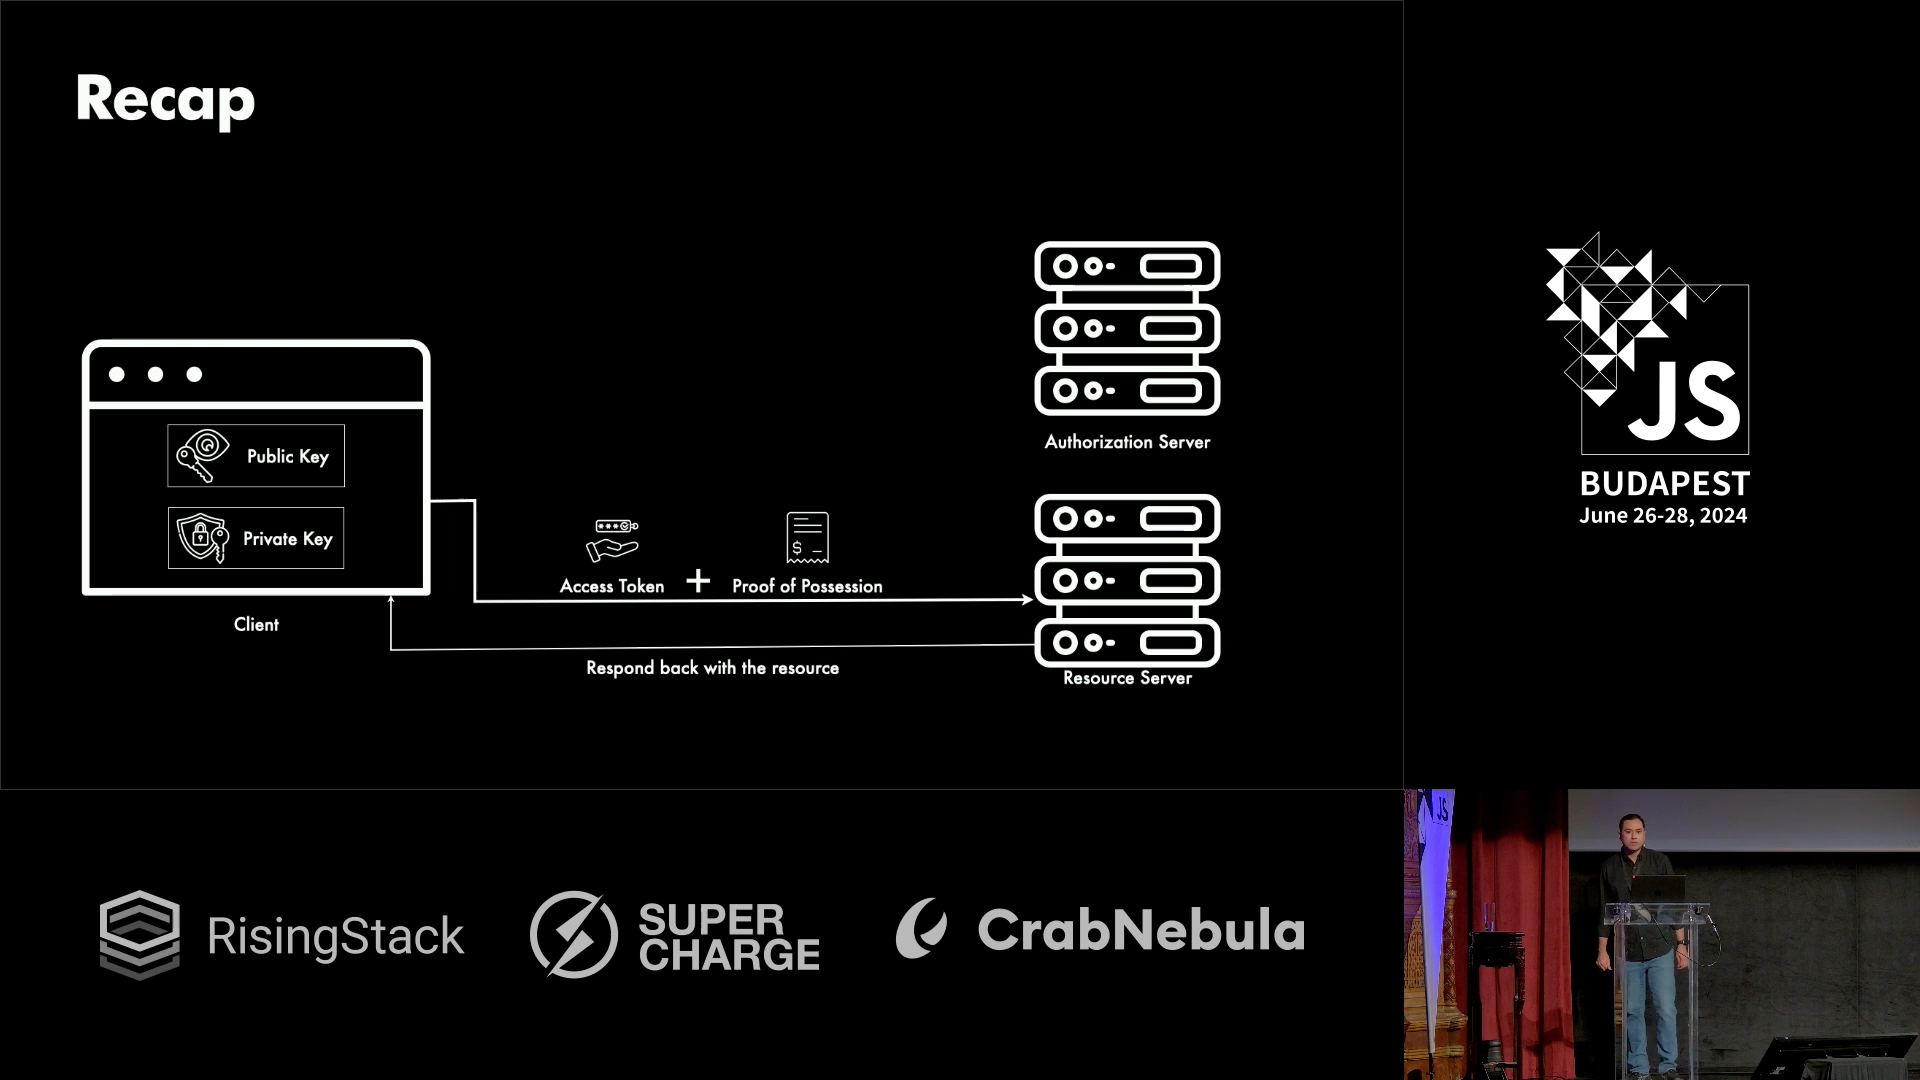 Recap
Public Key
Private Key
Client
Access Token + Proof of Possession
Respond back with the resource
Authorization Server
Resource Server
JS
BUDAPEST
June 26-28, 2024
RisingStack
SUPER
CHARGE
CrabNebula
JS